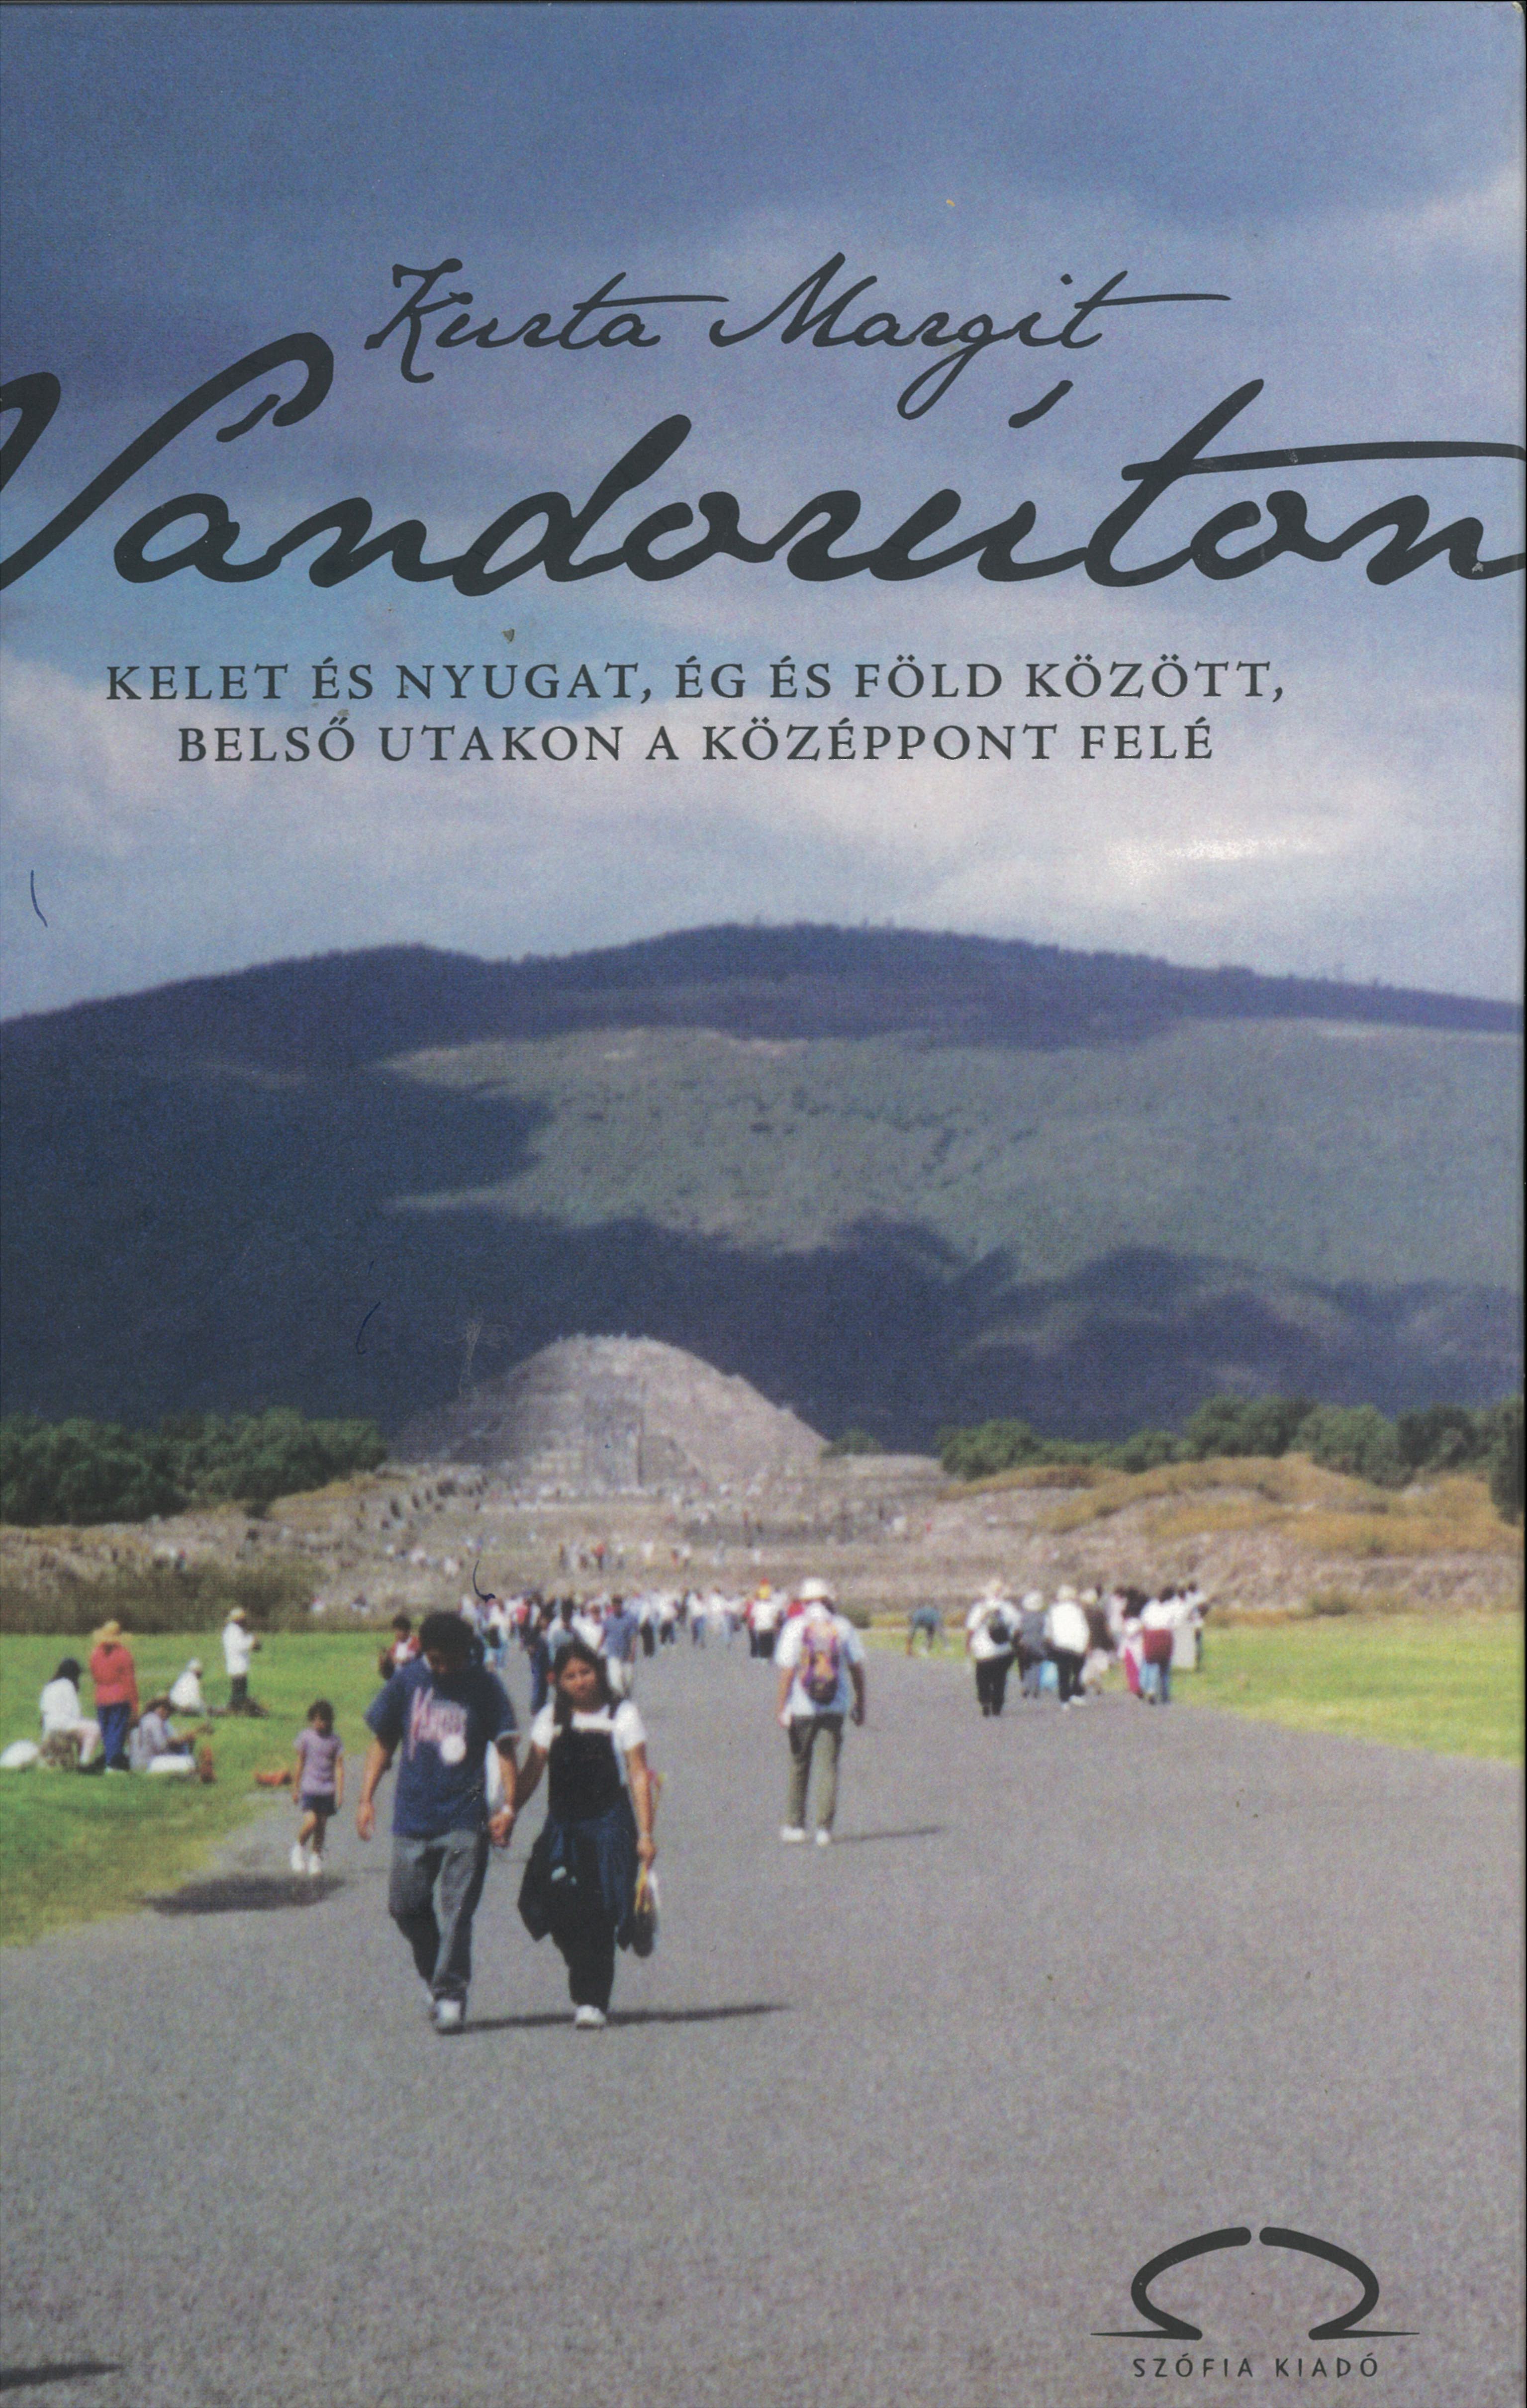 Kurta Margit
Vándorúton
KELET ÉS NYUGAT, ÉG ÉS FÖLD KÖZÖTT,
BELSŐ UTAKON A KÖZÉPPONT FELÉ
SZÓFIA KIADÓ